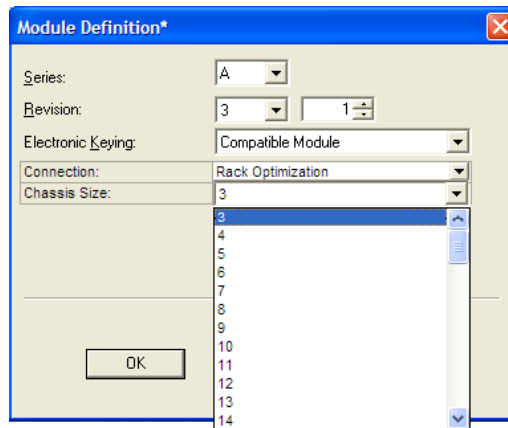 Module Definition*
Series: A
Revision: 3 1
Electronic Keying: Compatible Module
Connection: Rack Optimization
Chassis Size: 3
3
4
5
6
7
8
9
10
11
12
13
14
OK